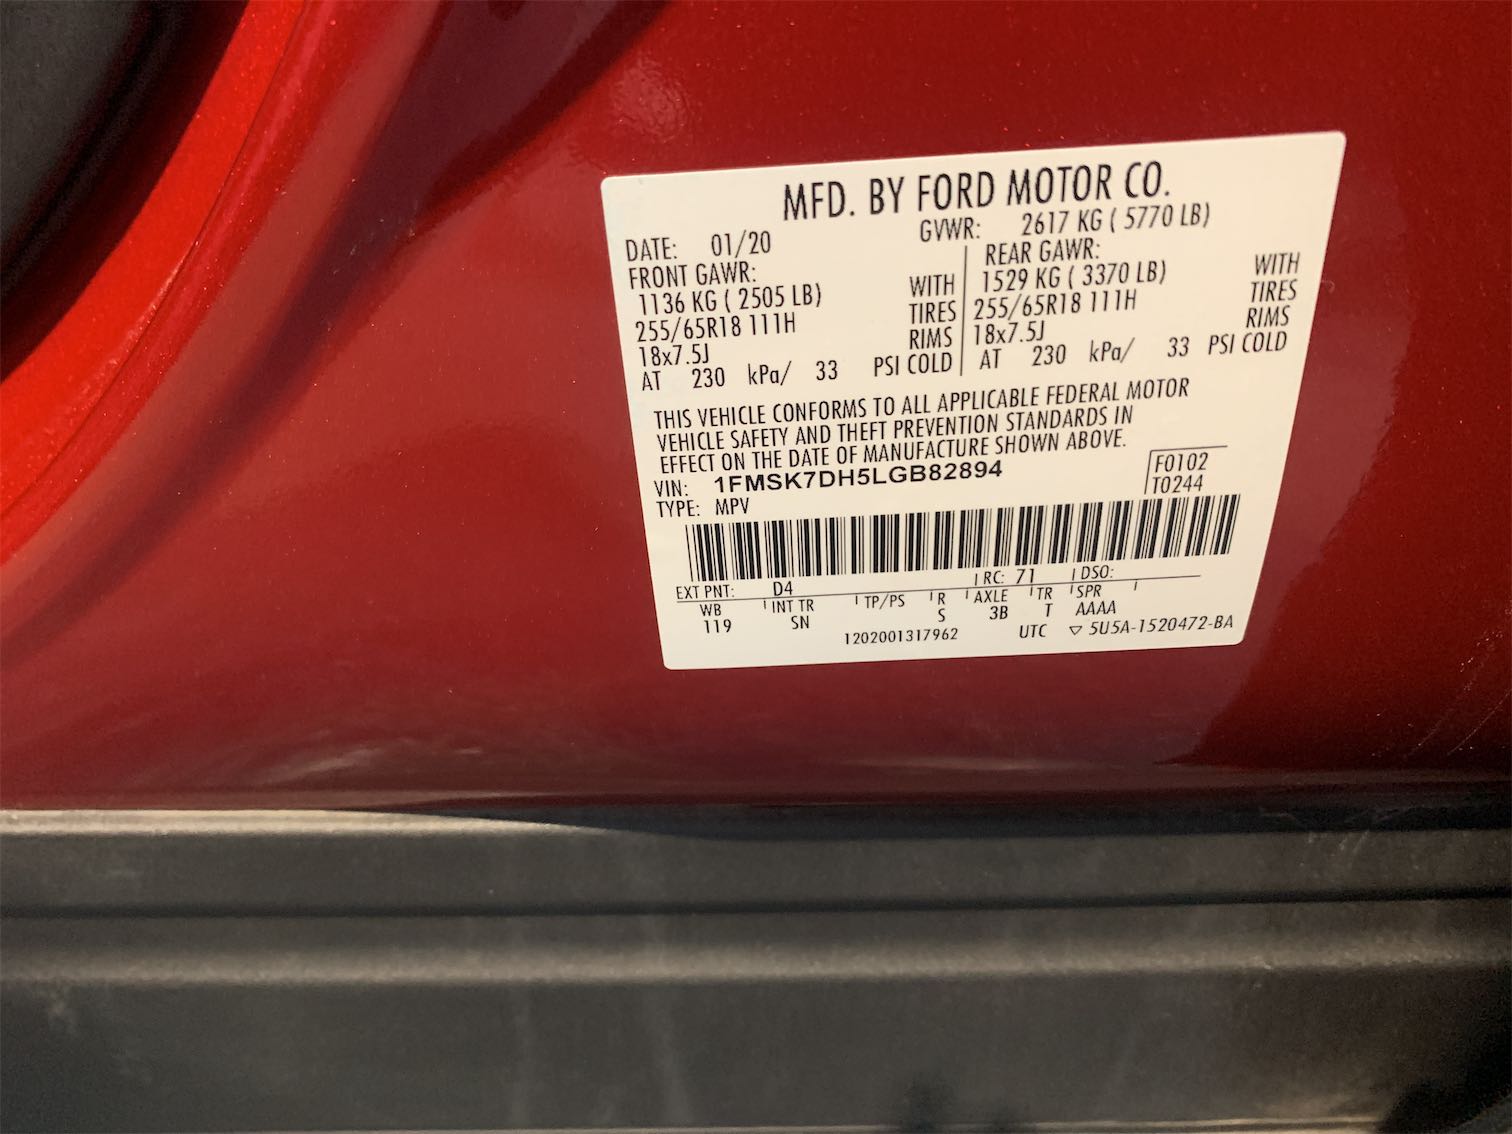 MFD. BY FORD MOTOR CO.
DATE: 01/20 GVWR: 2617 KG ( 5770 LB)
FRONT GAWR: REAR GAWR:
1136 KG ( 2505 LB) WITH 1529 KG ( 3370 LB) WITH
255/65R18 111H TIRES 255/65R18 111H TIRES
18x7.5J RIMS 18x7.5J RIMS
AT 230 kPa/ 33 PSI COLD AT 230 kPa/ 33 PSI COLD
THIS VEHICLE CONFORMS TO ALL APPLICABLE FEDERAL MOTOR
VEHICLE SAFETY AND THEFT PREVENTION STANDARDS IN
EFFECT ON THE DATE OF MANUFACTURE SHOWN ABOVE.
VIN: 1FMSK7DH5LGB82894 F0102
TYPE: MPV T0244
EXT PNT: D4 RC: 71 DSO:
WB INT TR TP/PS R AXLE TR SPR
119 SN S 3B T AAAA
1202001317962 UTC ▽ 5U5A-1520472-BA